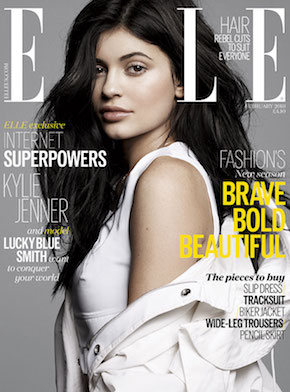 ELLE
HAIR
REBEL CUTS
TO SUIT
EVERYONE
ELLEUK.COM
FEBRUARY 2016
£4.10
ELLE exclusive
INTERNET
SUPERPOWERS
KYLIE
JENNER
and model
LUCKY BLUE
SMITH want
to conquer
your world
FASHION'S
New season
BRAVE
BOLD
BEAUTIFUL
The pieces to buy
SLIP DRESS
TRACKSUIT
BIKER JACKET
WIDE-LEG TROUSERS
PENCIL SKIRT